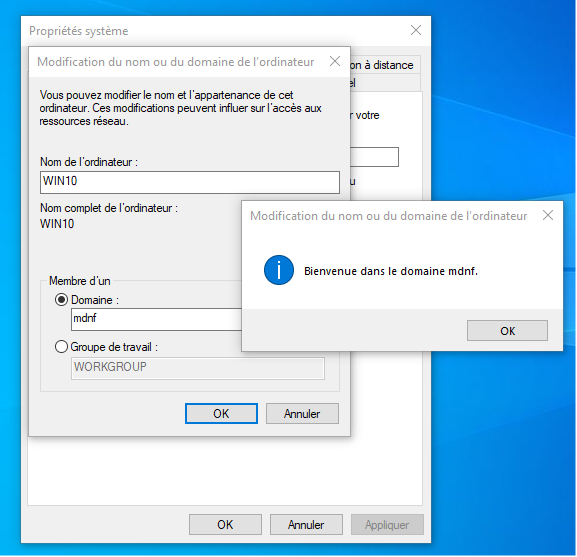 Propriétés système
Modification du nom ou du domaine de l'ordinateur
on à distance
el
Vous pouvez modifier le nom et l'appartenance de cet
ordinateur. Ces modifications peuvent influer sur l'accès aux
ressources réseau.
r votre
Nom de l'ordinateur :
WIN10
u
Nom complet de l'ordinateur :
WIN10
Modification du nom ou du domaine de l'ordinateur
Bienvenue dans le domaine mdnf.
OK
Membre d'un
Domaine :
mdnf
Groupe de travail :
WORKGROUP
OK
Annuler
OK
Annuler
Appliquer